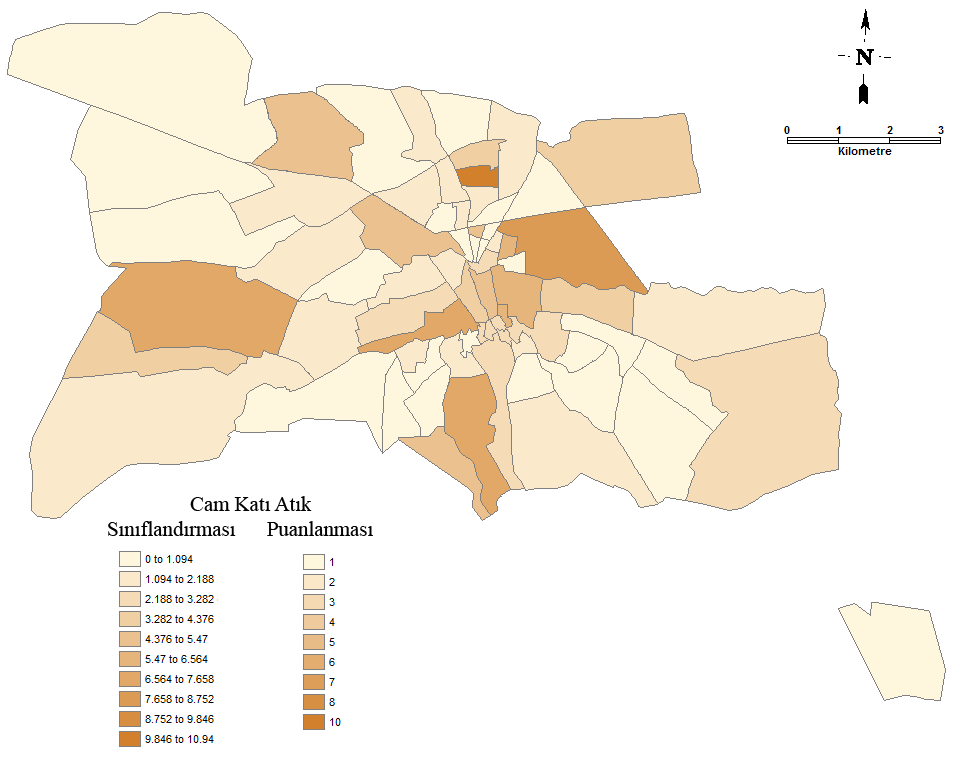 N
0 1 2 3
Kilometre
Cam Katı Atık
Sınıflandırması Puanlanması
0 to 1.094
1.094 to 2.188
2.188 to 3.282
3.282 to 4.376
4.376 to 5.47
5.47 to 6.564
6.564 to 7.658
7.658 to 8.752
8.752 to 9.846
9.846 to 10.94
1
2
3
4
5
6
7
8
10